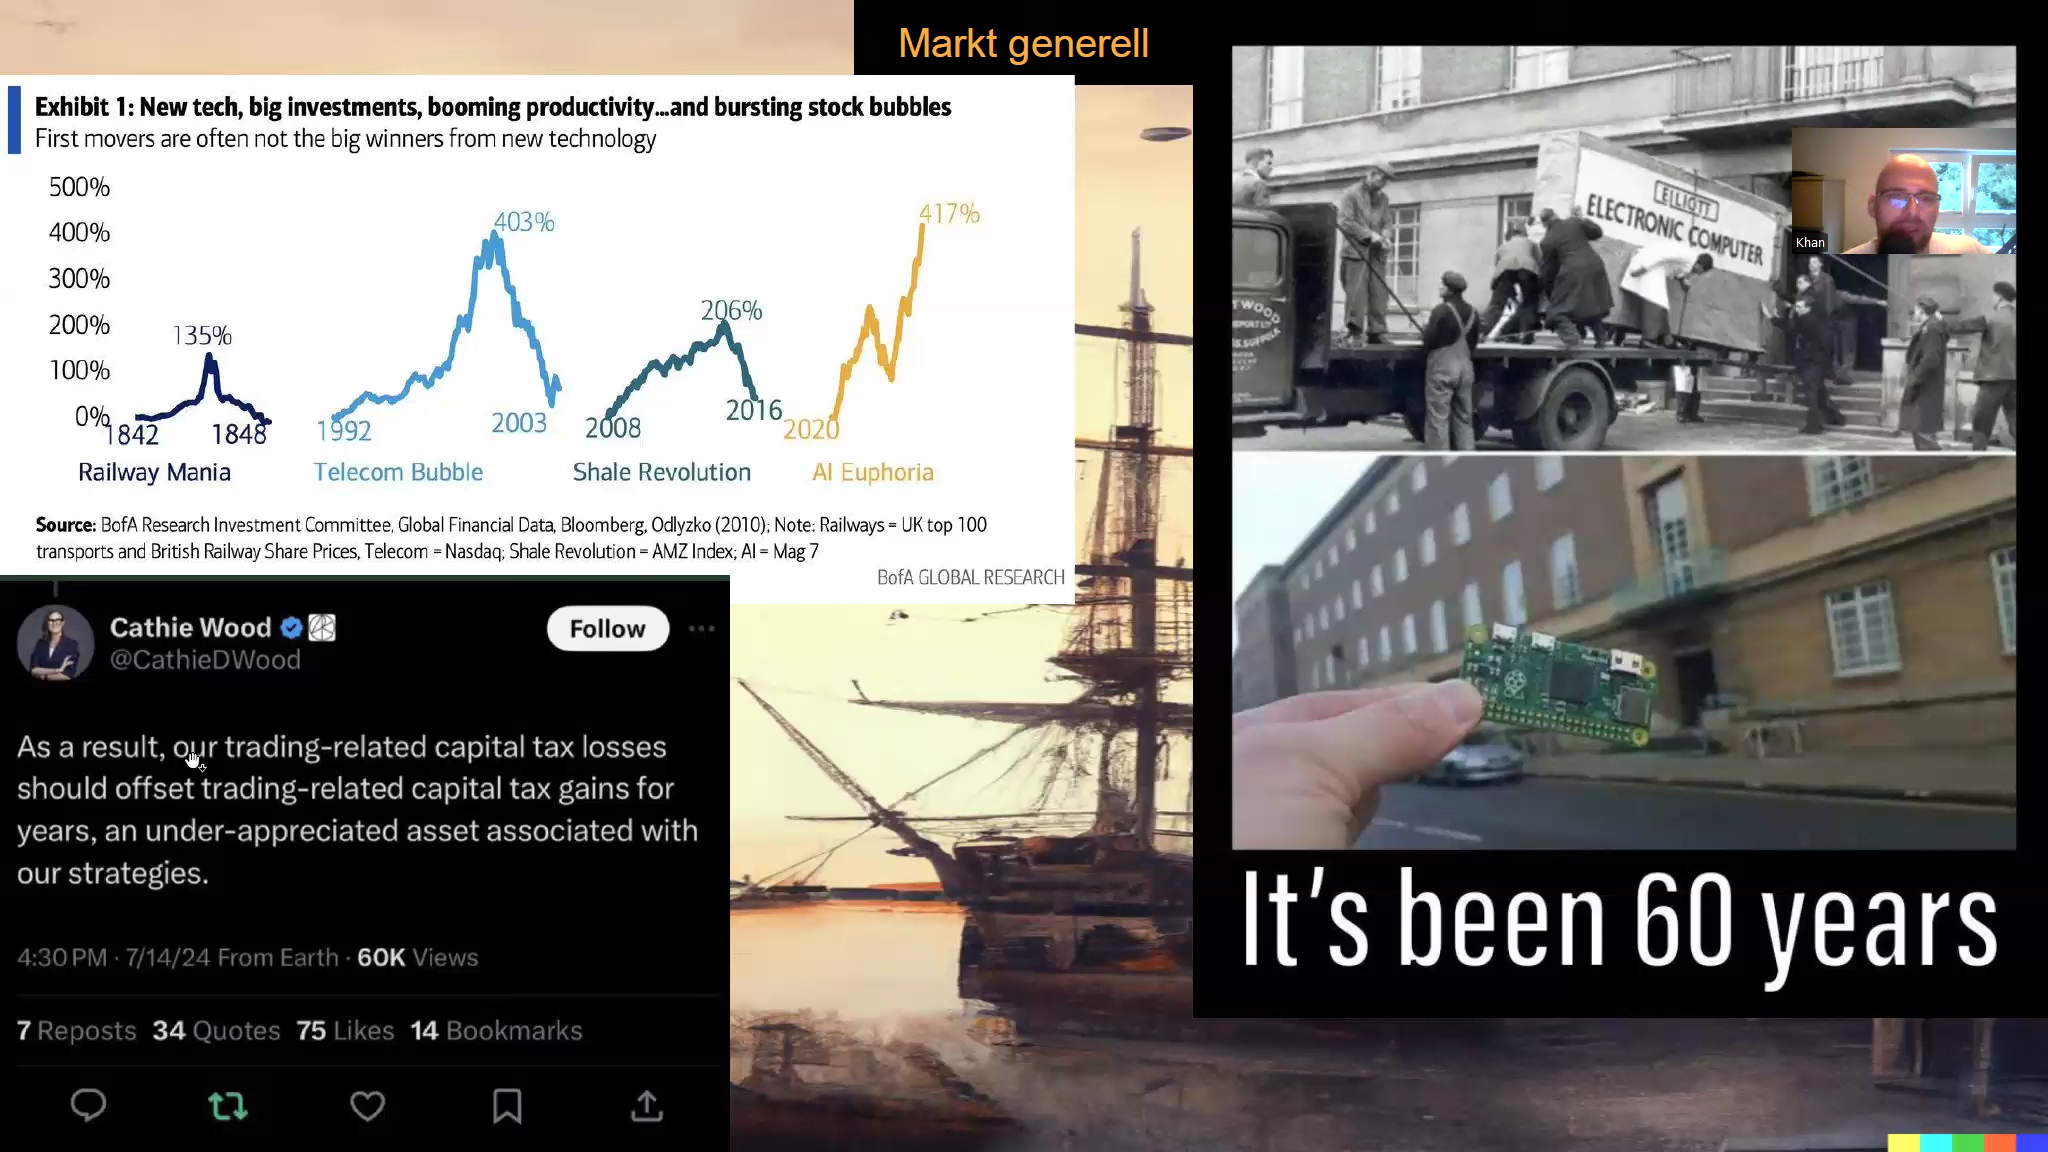 Markt generell
Exhibit 1: New tech, big investments, booming productivity...and bursting stock bubbles
First movers are often not the big winners from new technology
500%
400%
300%
200%
100%
0%
135%
403%
206%
417%
1842
1848
1992
2003
2008
2016
2020
Railway Mania
Telecom Bubble
Shale Revolution
AI Euphoria
Source: BofA Research Investment Committee, Global Financial Data, Bloomberg, Odlyzko (2010); Note: Railways = UK top 100
transports and British Railway Share Prices, Telecom = Nasdaq; Shale Revolution = AMZ Index; AI = Mag 7
BofA GLOBAL RESEARCH
Cathie Wood
@CathieDWood
Follow
As a result, our trading-related capital tax losses
should offset trading-related capital tax gains for
years, an under-appreciated asset associated with
our strategies.
4:30 PM · 7/14/24 From Earth · 60K Views
7 Reposts 34 Quotes 75 Likes 14 Bookmarks
ELLIOTT
ELECTRONIC COMPUTER
WOOD
SUFFOLK
Khan
It's been 60 years